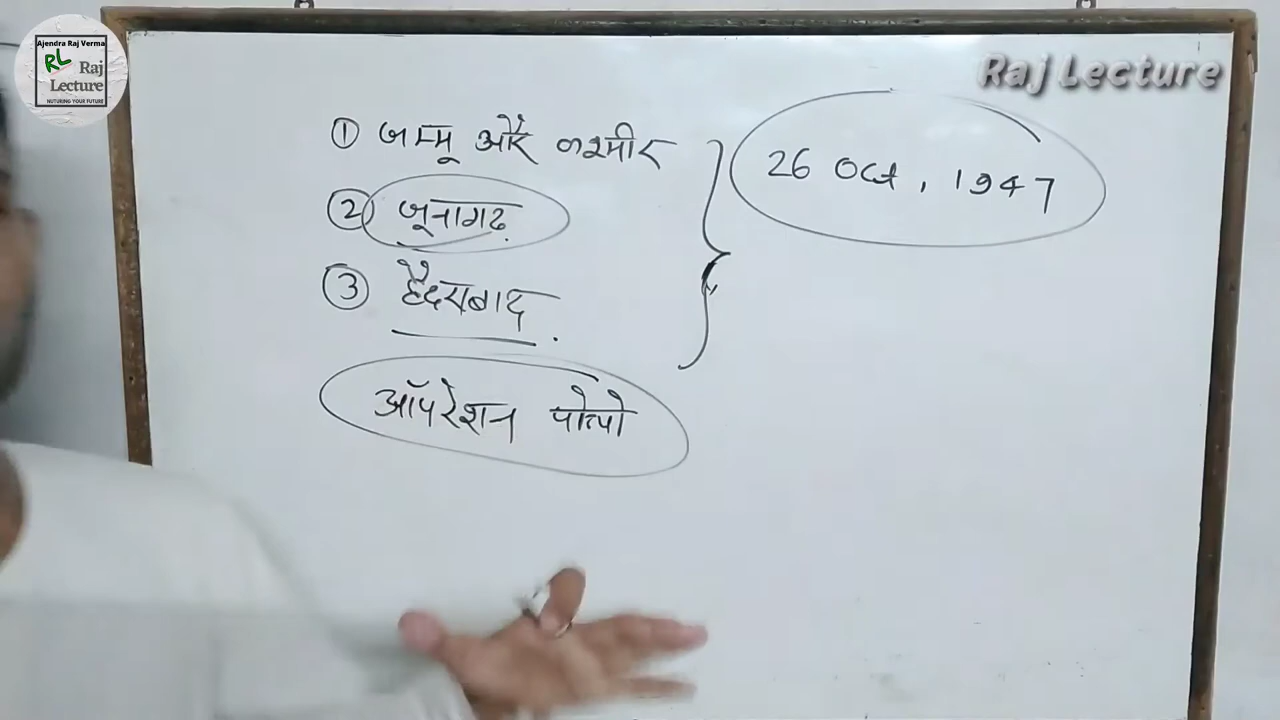 Ajendra Raj Verma
RL Raj
Lecture
NUTURING YOUR FUTURE
Raj Lecture
① जम्मू और कश्मीर
② जूनागढ़
③ हैदराबाद
26 Oct, 1947
ऑपरेशन पोलो